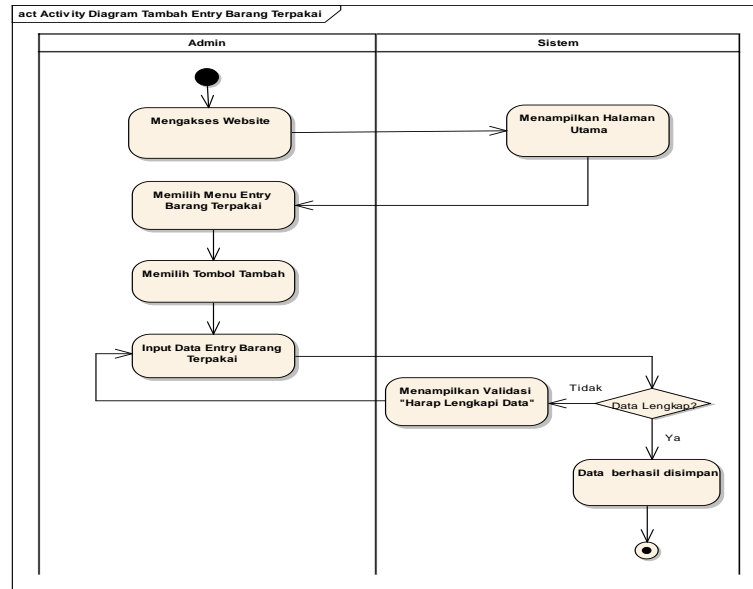 act Activity Diagram Tambah Entry Barang Terpakai
Admin
Sistem
Mengakses Website
Menampilkan Halaman
Utama
Memilih Menu Entry
Barang Terpakai
Memilih Tombol Tambah
Input Data Entry Barang
Terpakai
Menampilkan Validasi
"Harap Lengkapi Data"
Tidak
Data Lengkap?
Ya
Data berhasil disimpan